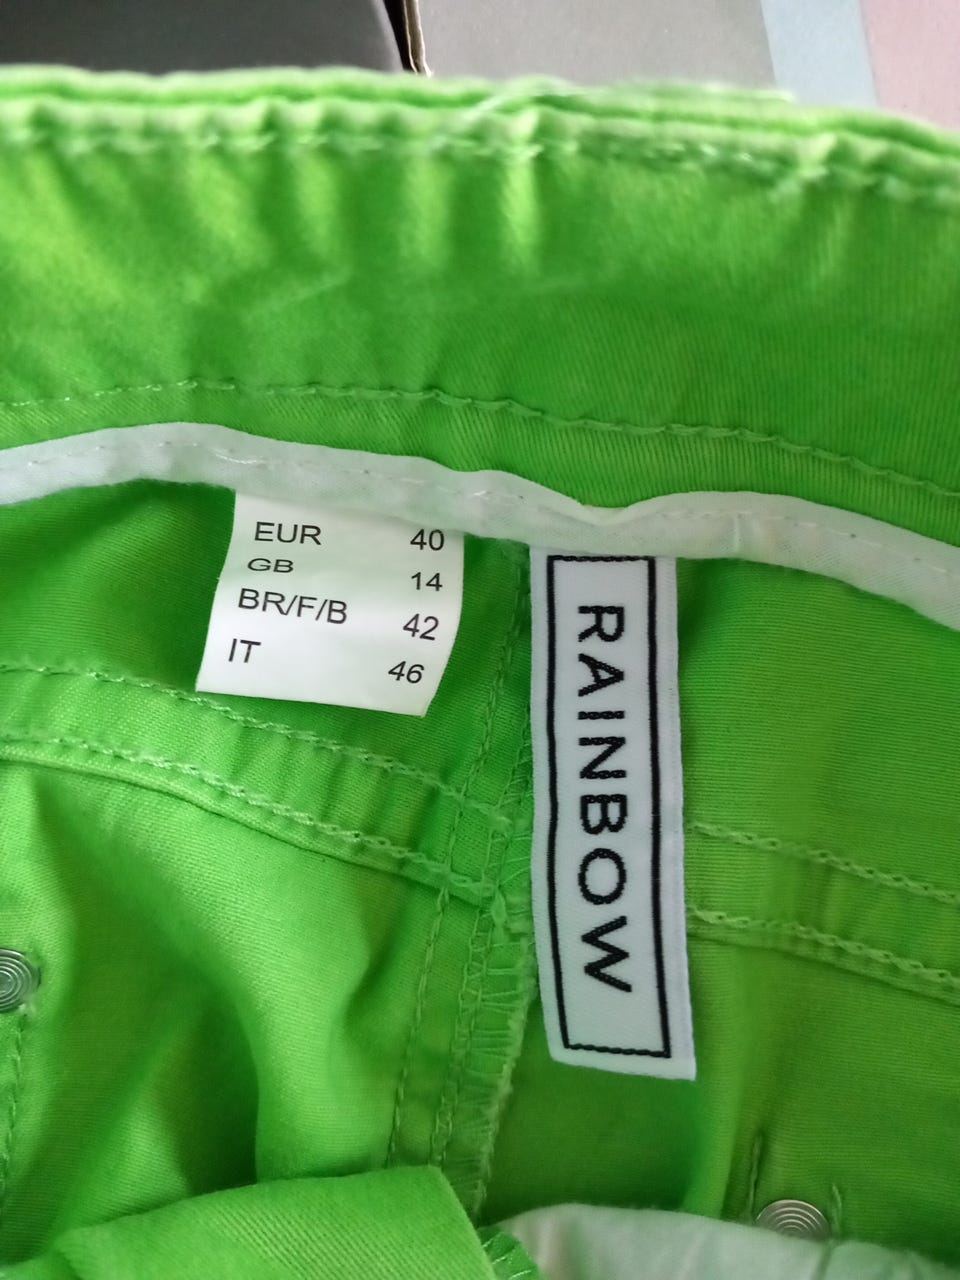 EUR 40
GB 14
BR/F/B 42
IT 46
RAINBOW